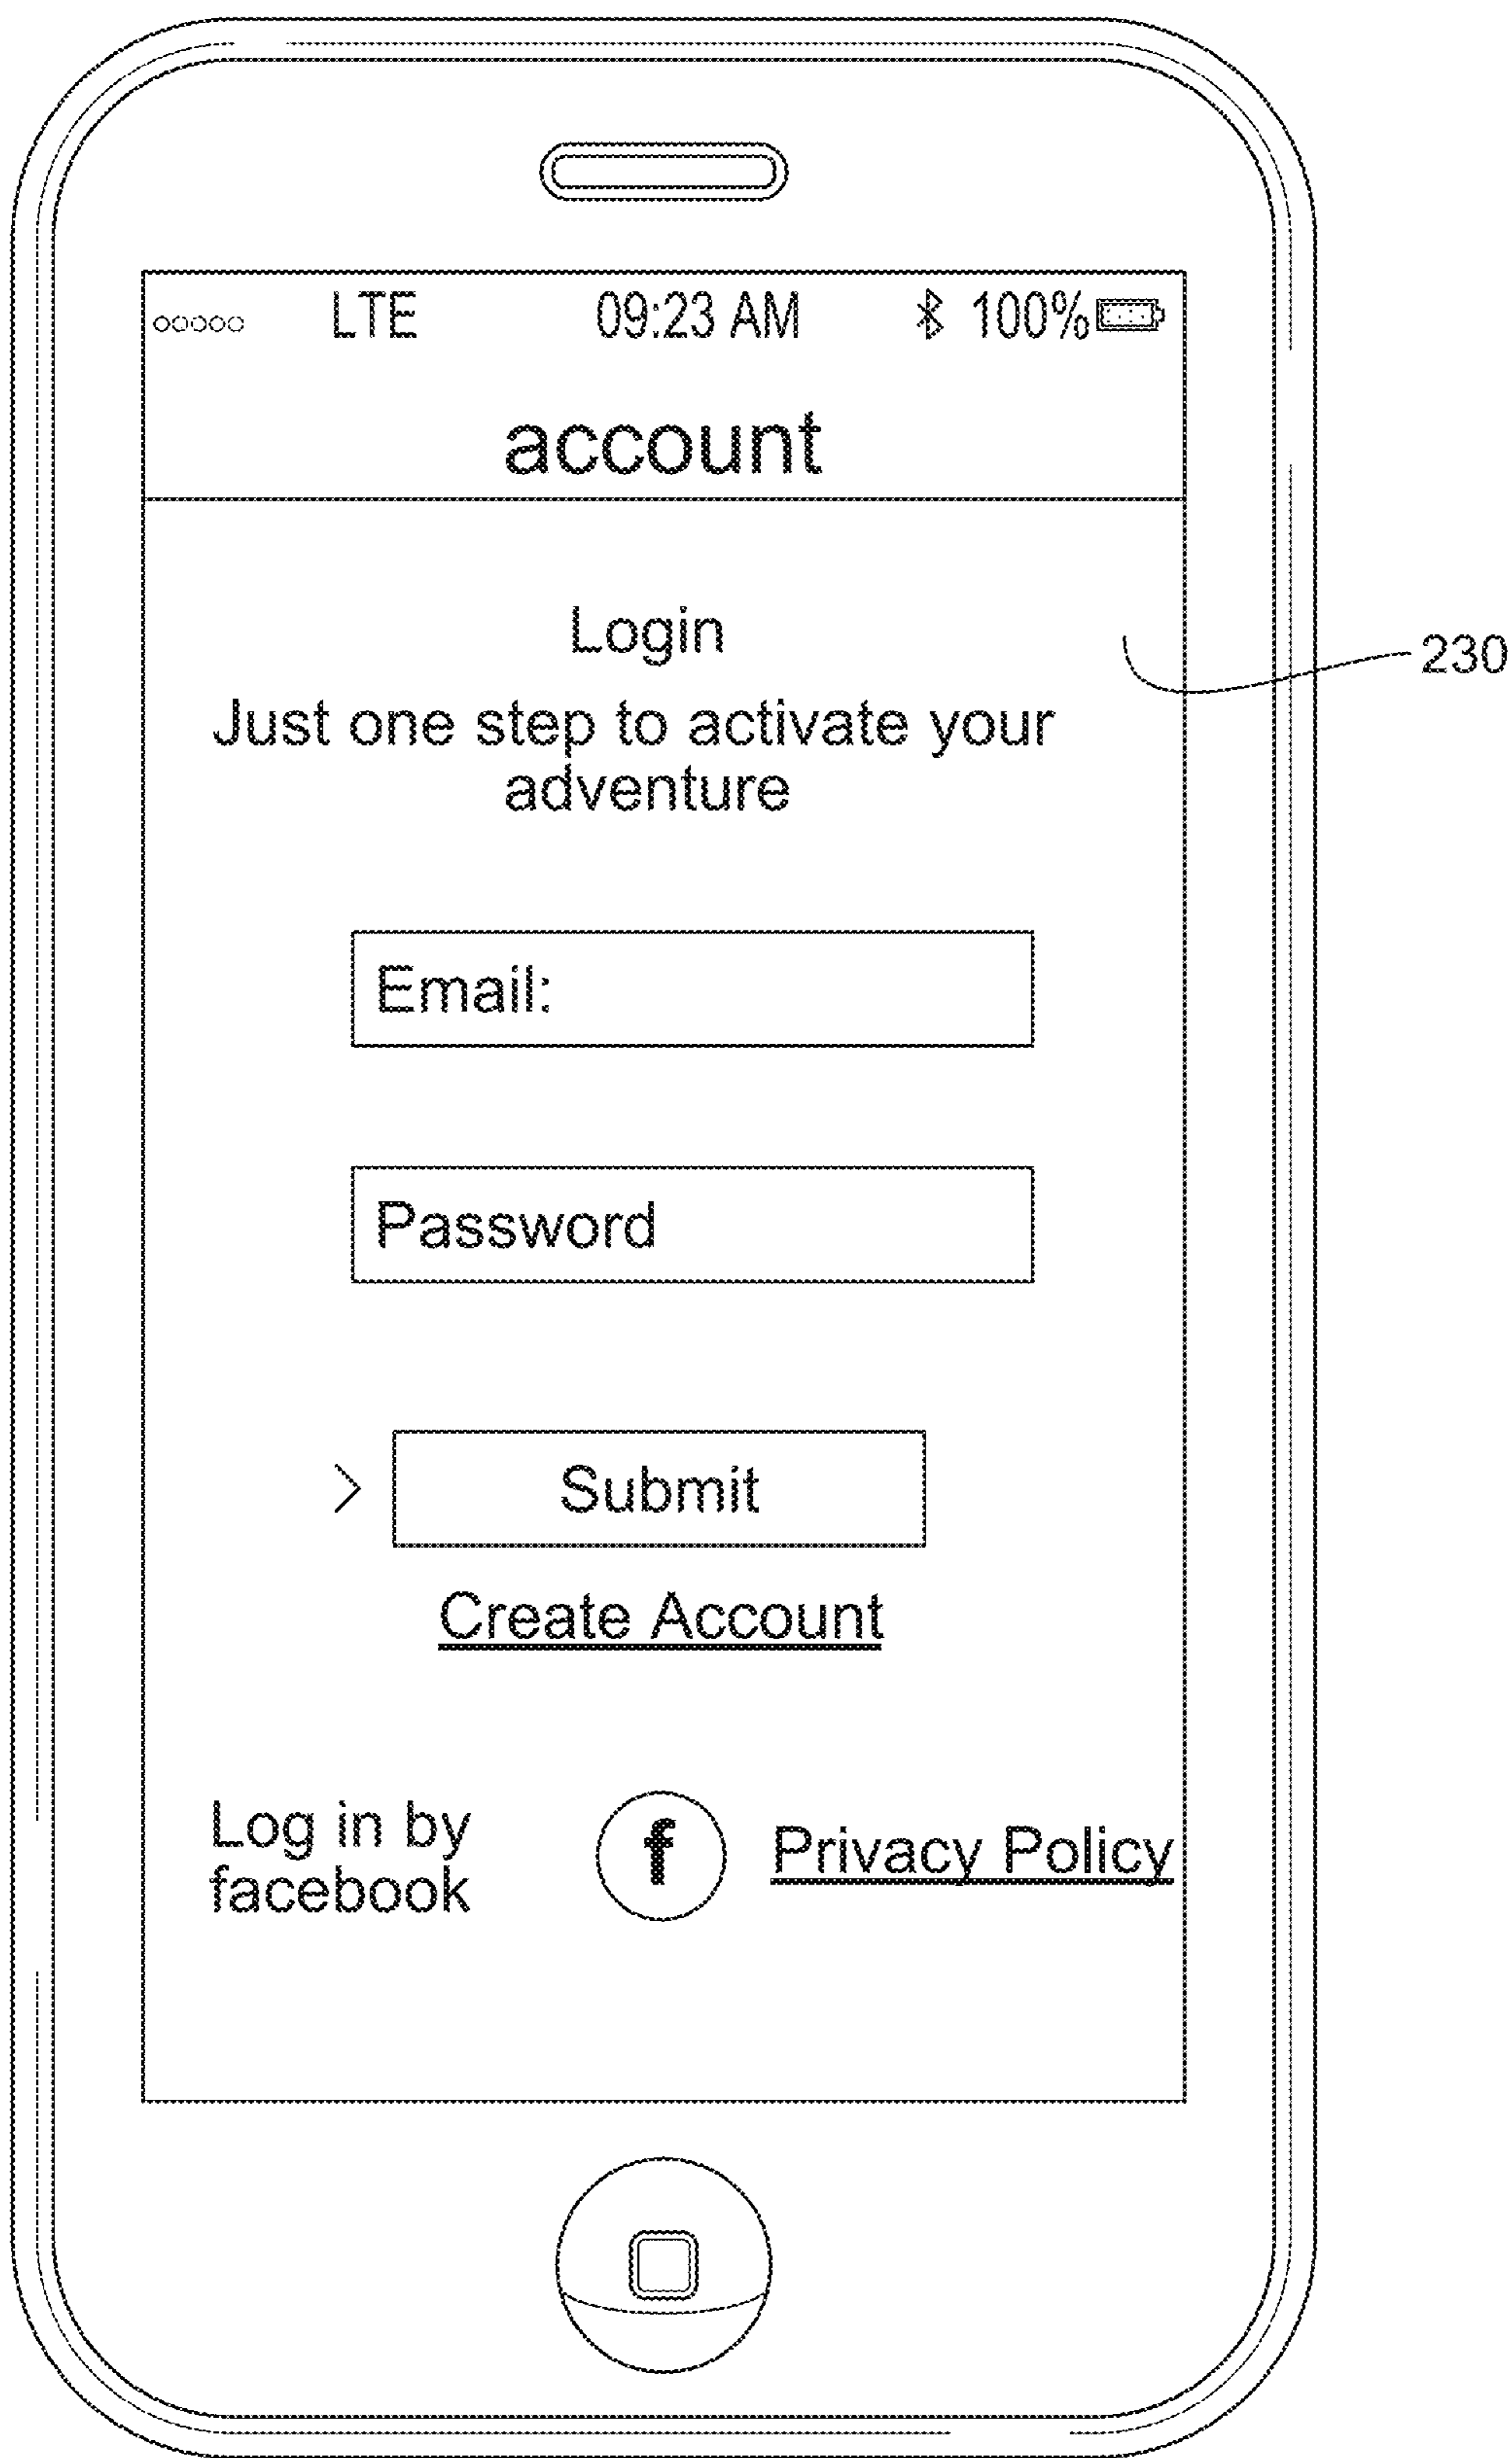 LTE 09:23 AM 100%
account
Login
230
Just one step to activate your
adventure
Email:
Password
> Submit
Create Account
Log in by
facebook
f
Privacy Policy